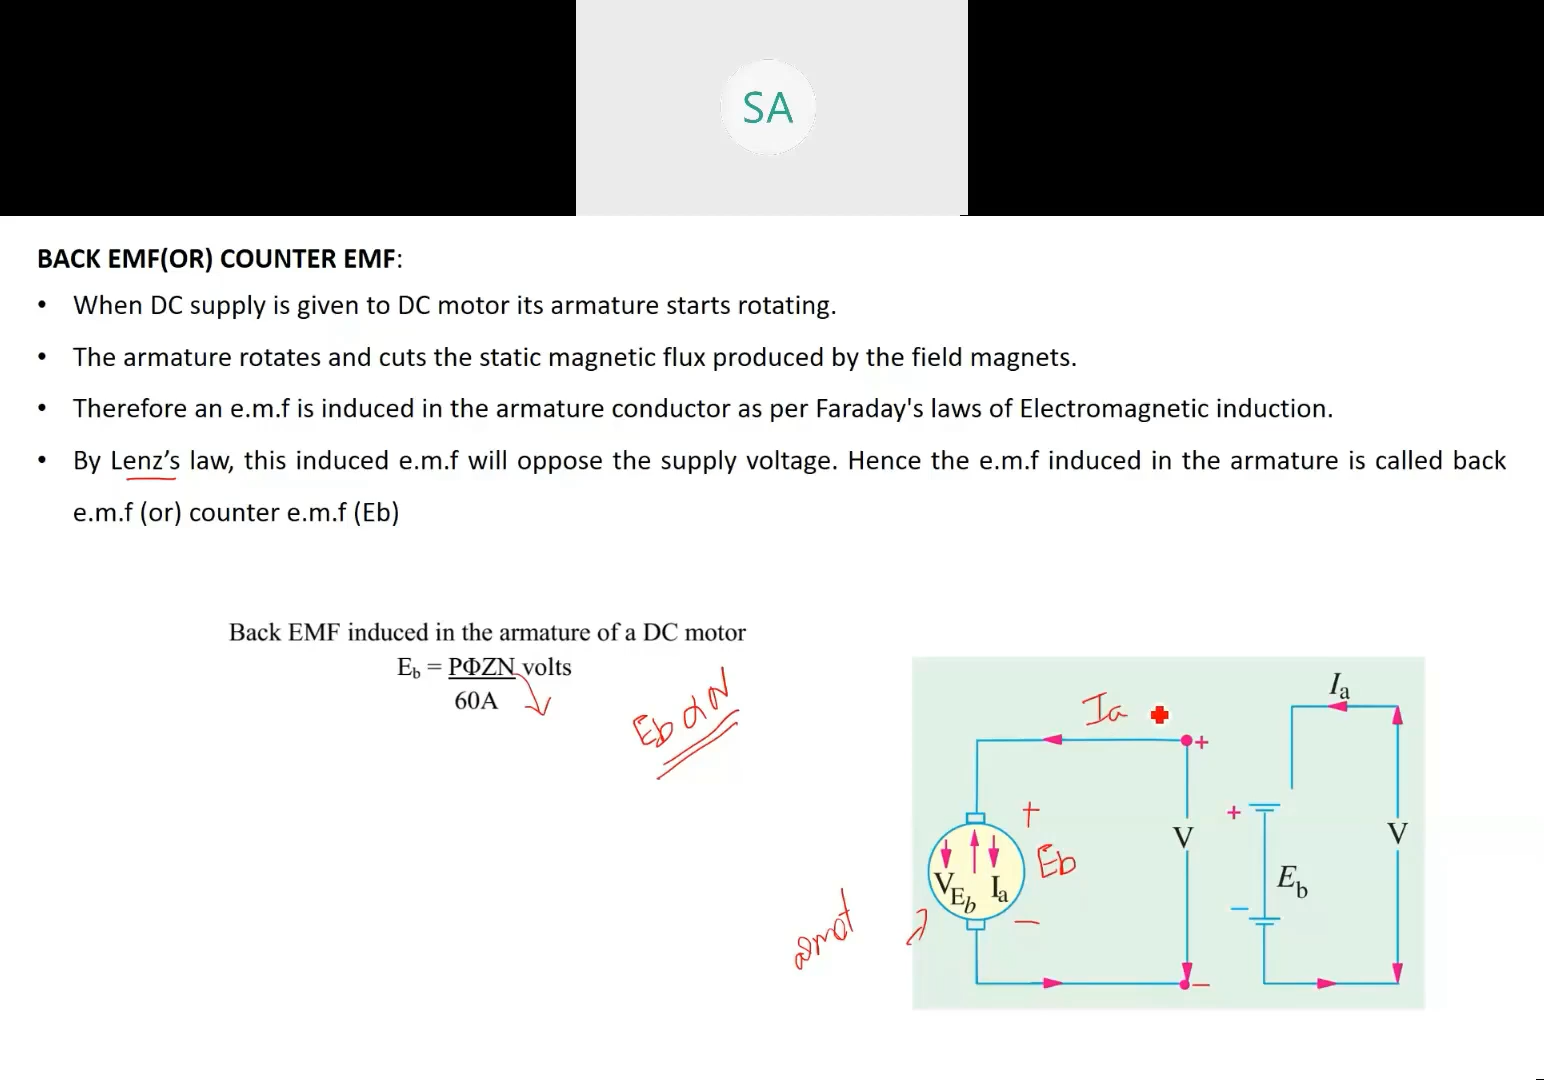 SA
BACK EMF(OR) COUNTER EMF:
• When DC supply is given to DC motor its armature starts rotating.
• The armature rotates and cuts the static magnetic flux produced by the field magnets.
• Therefore an e.m.f is induced in the armature conductor as per Faraday's laws of Electromagnetic induction.
• By Lenz’s law, this induced e.m.f will oppose the supply voltage. Hence the e.m.f induced in the armature is called back
e.m.f (or) counter e.m.f (Eb)
Back EMF induced in the armature of a DC motor
Eb = PΦZN volts
60A
Eb α N
Ia
Ia
+
+
+
V
V
Eb
V Eb Ia
Eb
−
−
−